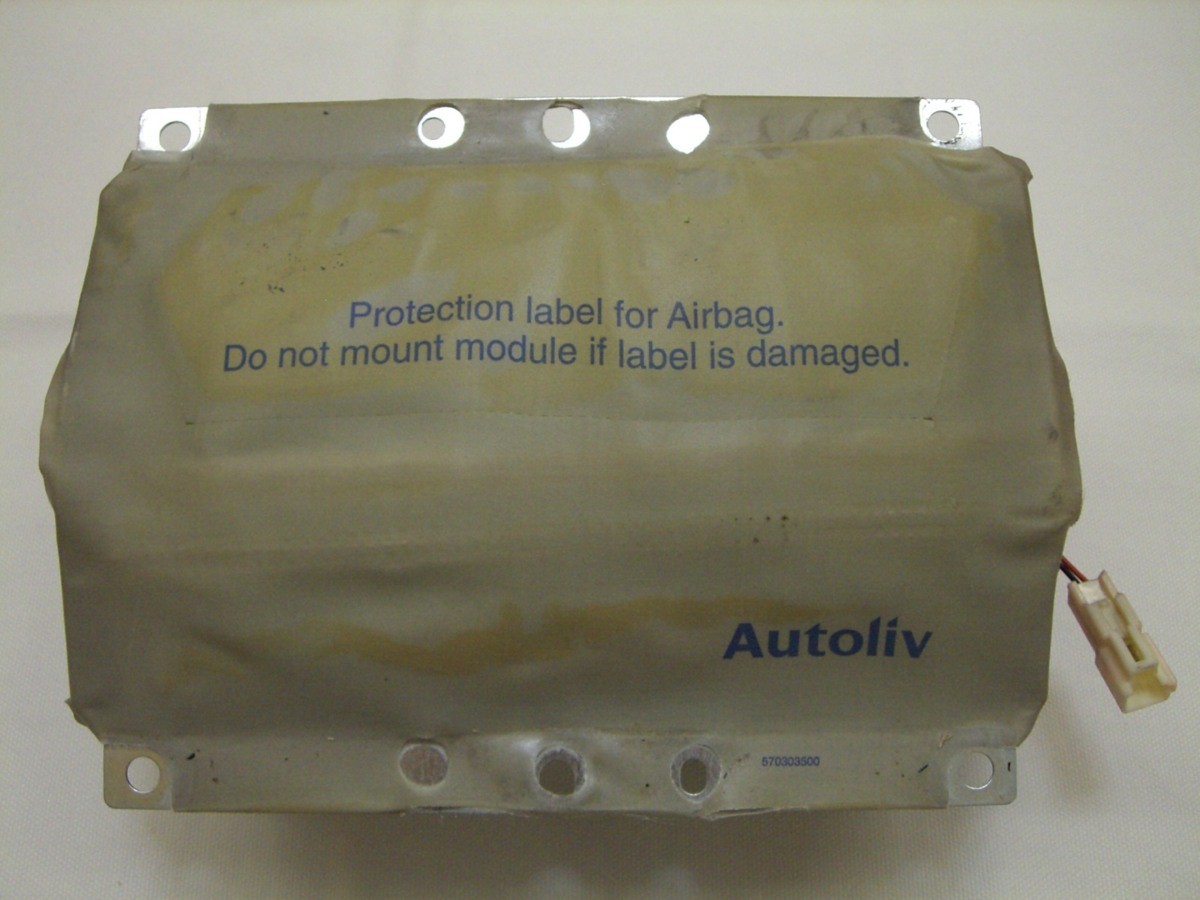 Protection label for Airbag.
Do not mount module if label is damaged.
Autoliv
570303500